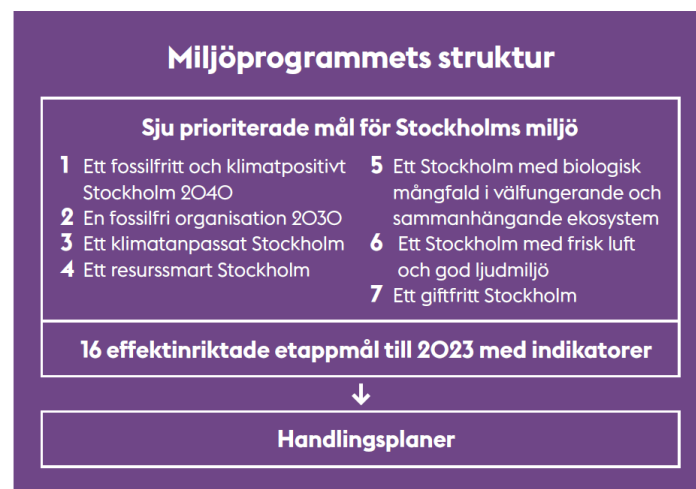 Miljöprogrammets struktur
Sju prioriterade mål för Stockholms miljö
1 Ett fossilfritt och klimatpositivt
Stockholm 2040
2 En fossilfri organisation 2030
3 Ett klimatanpassat Stockholm
4 Ett resurssmart Stockholm
5 Ett Stockholm med biologisk
mångfald i välfungerande och
sammanhängande ekosystem
6 Ett Stockholm med frisk luft
och god ljudmiljö
7 Ett giftfritt Stockholm
16 effektinriktade etappmål till 2023 med indikatorer
↓
Handlingsplaner